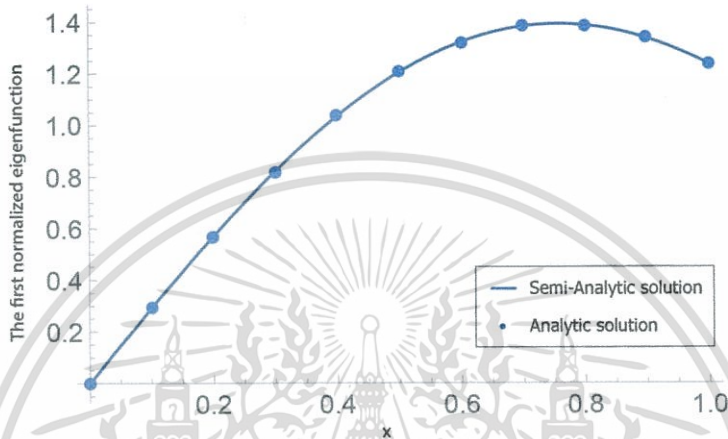 The first normalized eigenfunction
1.4
1.2
1.0
0.8
0.6
0.4
0.2
0.2 0.4 0.6 0.8 1.0
x
Semi-Analytic solution
Analytic solution